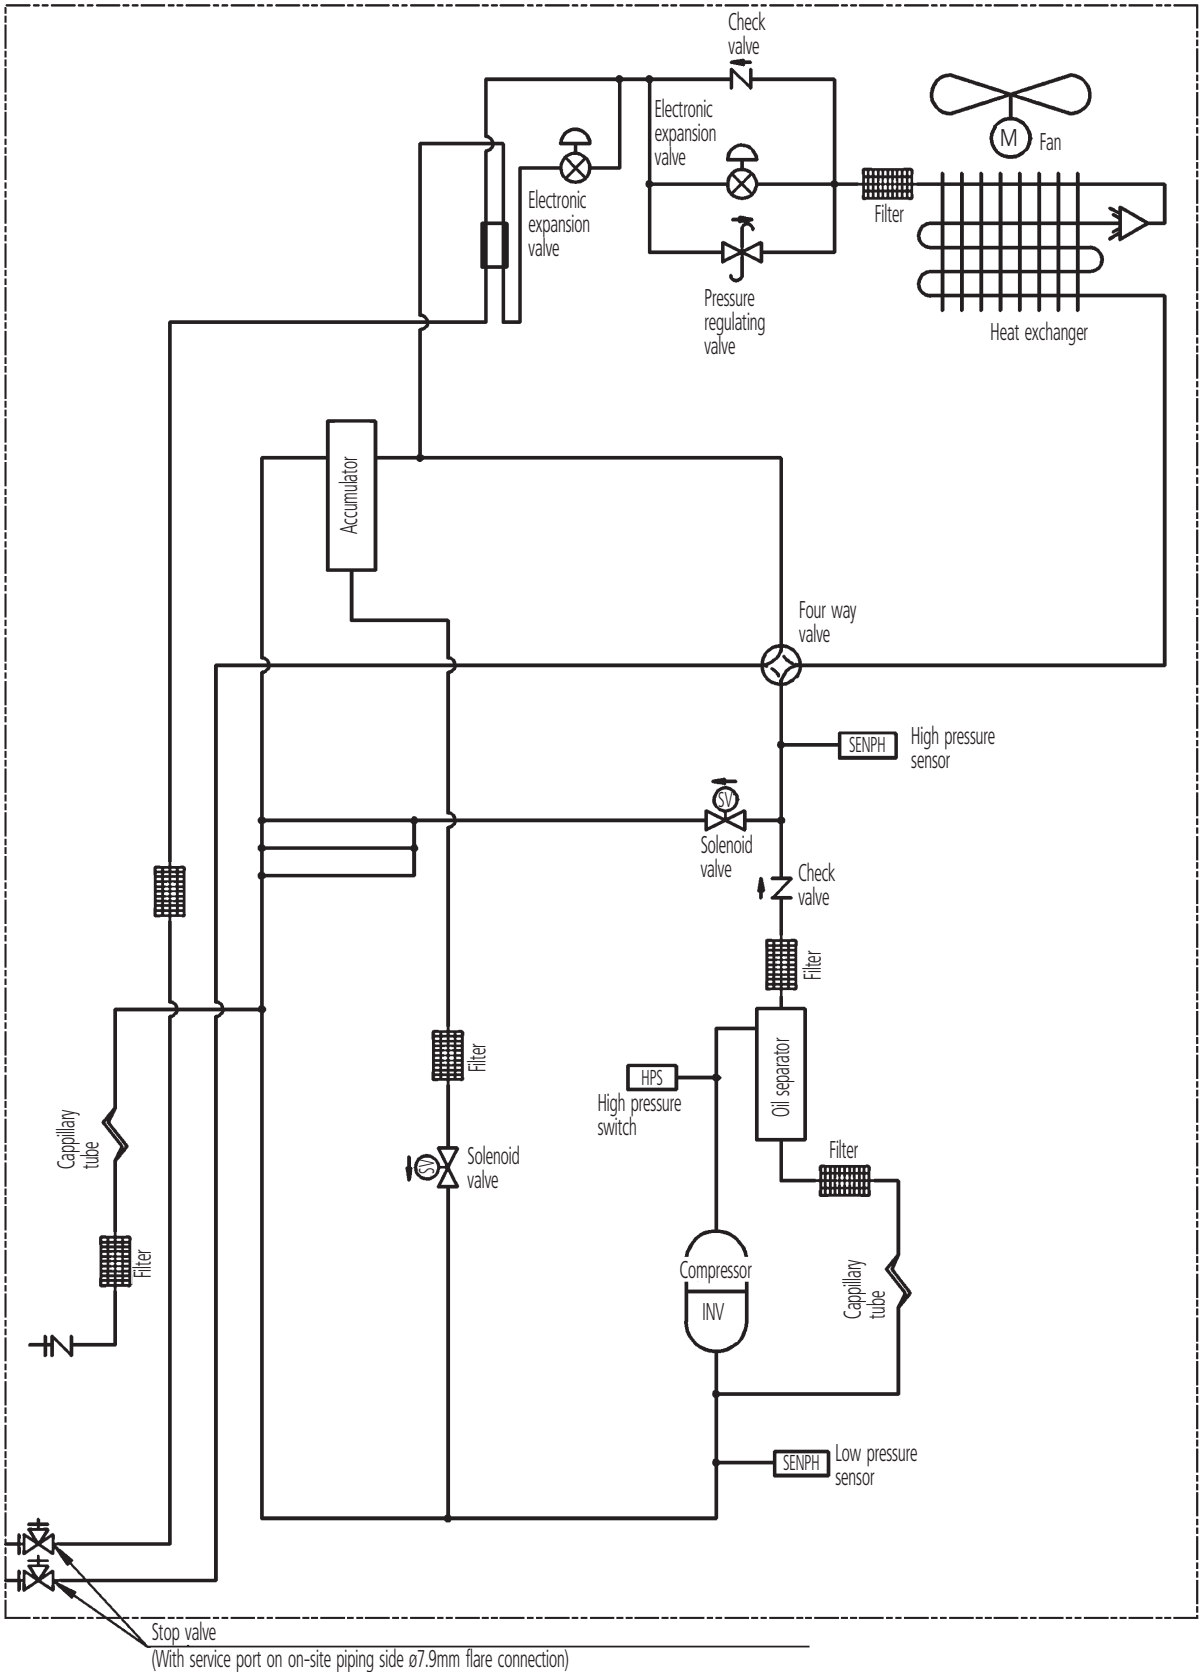 Check
valve
Electronic
expansion
valve
M
Fan
Electronic
expansion
valve
Filter
Pressure
regulating
valve
Heat exchanger
Accumulator
Four way
valve
SENPH
High pressure
sensor
SV
Solenoid
valve
Check
valve
Filter
Filter
HPS
High pressure
switch
Oil separator
Cappillary
tube
SV
Solenoid
valve
Filter
Filter
Compressor
INV
Cappillary
tube
SENPH
Low pressure
sensor
Stop valve
(With service port on on-site piping side ø7.9mm flare connection)